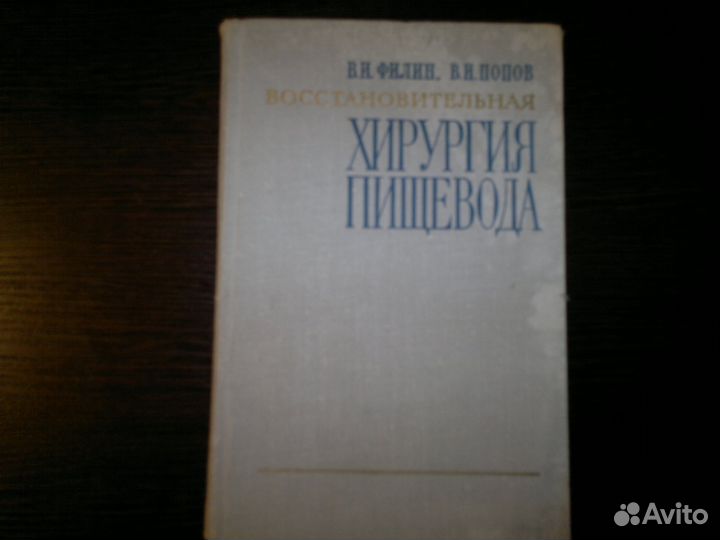 В.И.ФИЛИН, В.И.ПОПОВ
ВОССТАНОВИТЕЛЬНАЯ
ХИРУРГИЯ
ПИЩЕВОДА
Avito